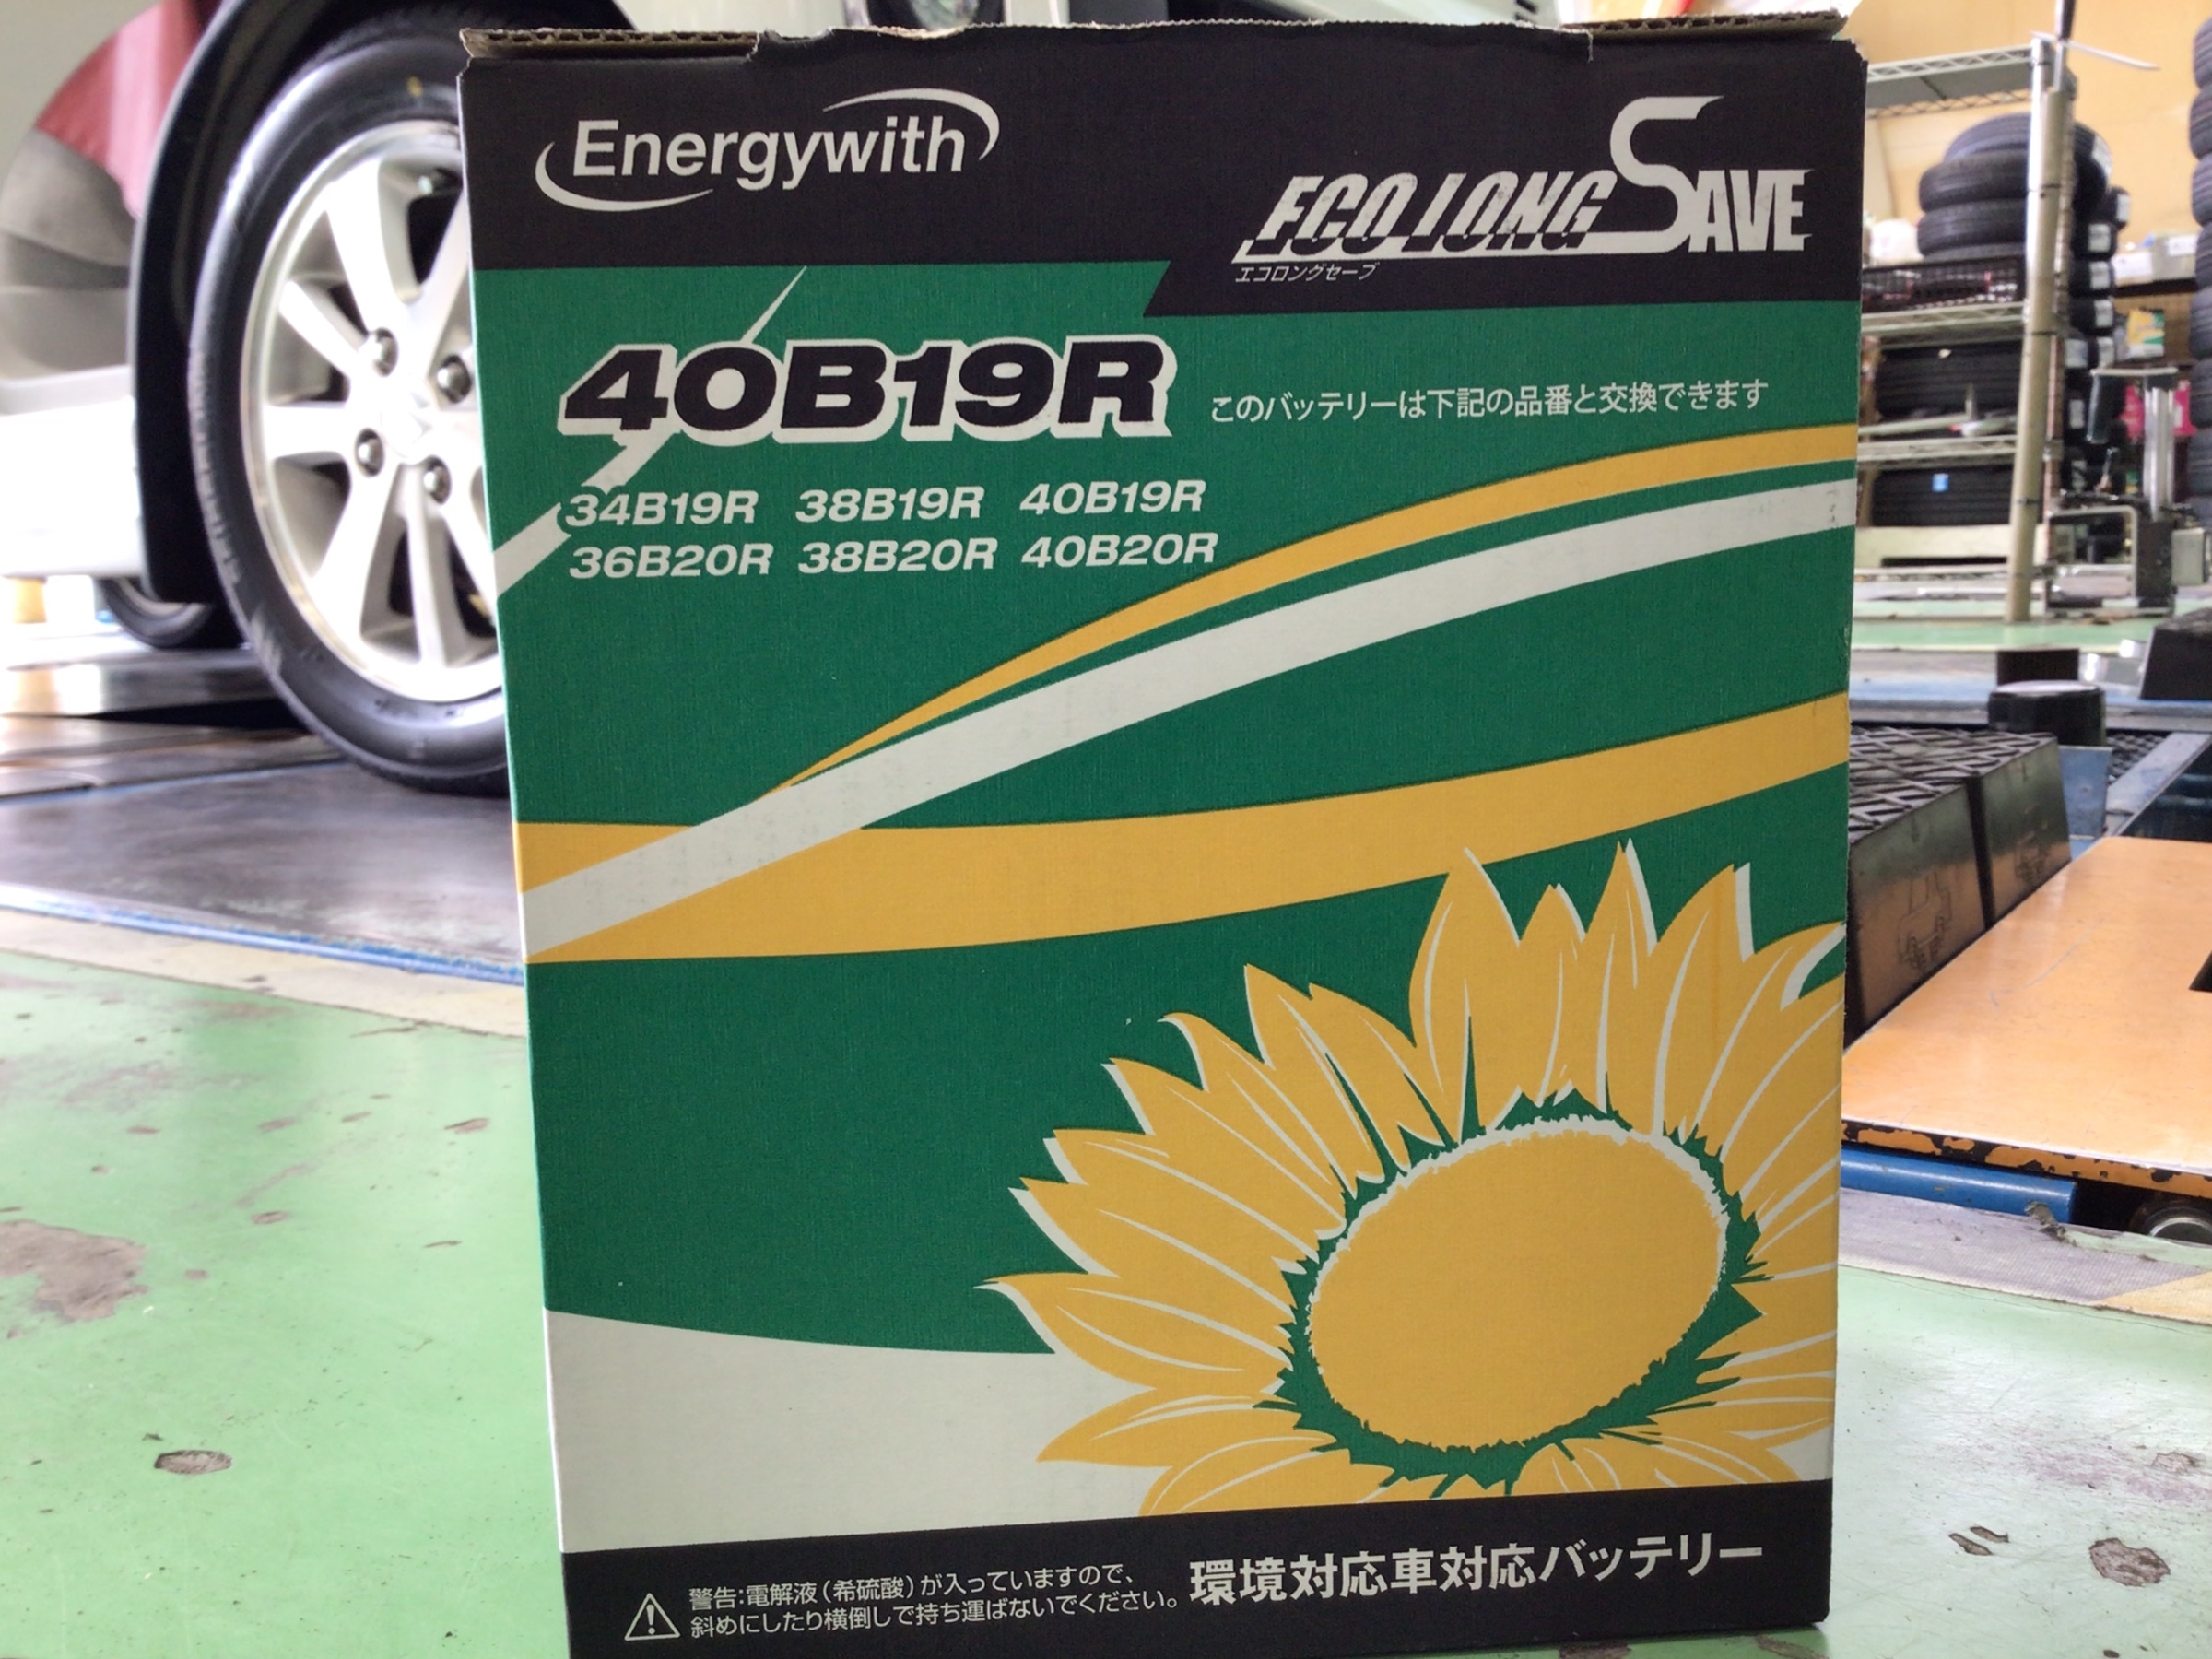 Energywith
ECO LONG SAVE
エコロングセーブ
40B19R
このバッテリーは下記の品番と交換できます
34B19R 38B19R 40B19R
36B20R 38B20R 40B20R
警告:電解液(希硫酸)が入っていますので、
斜めにしたり横倒しで持ち運ばないでください。
環境対応車対応バッテリー